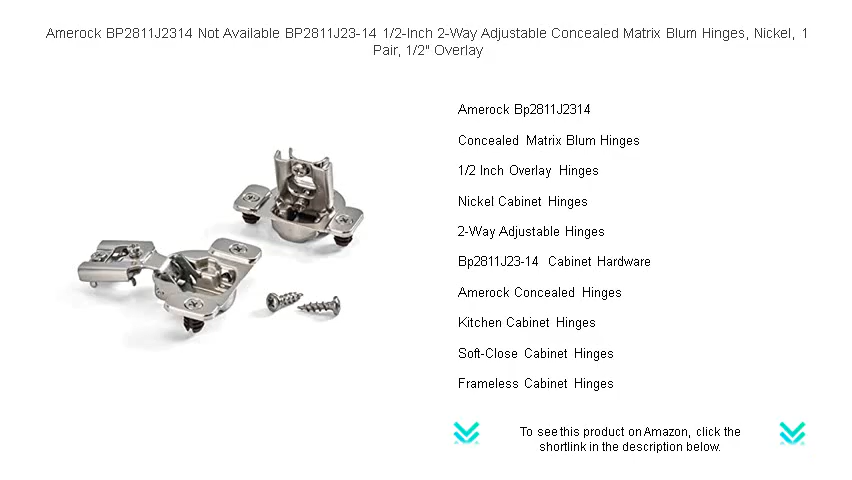 Amerock BP2811J2314 Not Available BP2811J23-14 1/2-Inch 2-Way Adjustable Concealed Matrix Blum Hinges, Nickel, 1
Pair, 1/2" Overlay
Amerock Bp2811J2314
Concealed Matrix Blum Hinges
1/2 Inch Overlay Hinges
Nickel Cabinet Hinges
2-Way Adjustable Hinges
Bp2811J23-14 Cabinet Hardware
Amerock Concealed Hinges
Kitchen Cabinet Hinges
Soft-Close Cabinet Hinges
Frameless Cabinet Hinges
To see this product on Amazon, click the
shortlink in the description below.